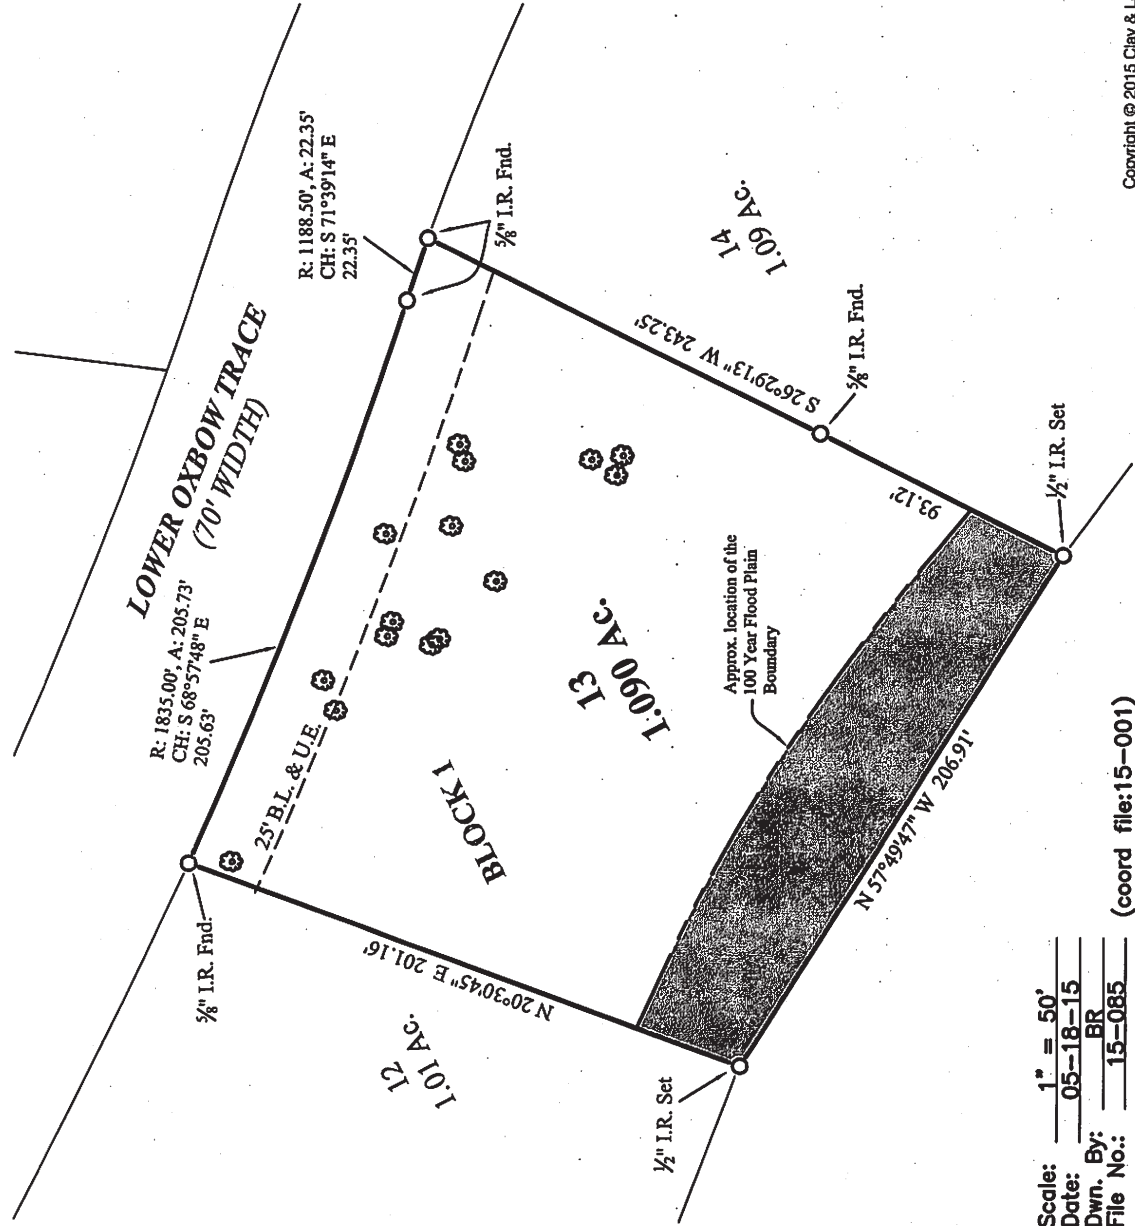 Copyright © 2015 Clay & L
R: 1188.50', A: 22.35'
CH: S 71°39'14" E
22.35'
⅝" I.R. Fnd.
LOWER OXBOW TRACE
(70' WIDTH)
R: 1835.00', A: 205.73'
CH: S 68°57'48" E
205.63'
14
1.09 Ac.
S 26°29'13" W 243.25'
⅝" I.R. Fnd.
93.12'
½" I.R. Set
25' B.L. & U.E.
BLOCK 1
13
1.090 Ac.
Approx. location of the
100 Year Flood Plain
Boundary
⅝" I.R. Fnd.
N 20°30'45" E 201.16'
12
1.01 Ac.
N 57°49'47" W 206.91'
½" I.R. Set
Scale: 1" = 50'
Date: 05-18-15
Dwn. By: BR
File No.: 15-085 (coord file:15-001)